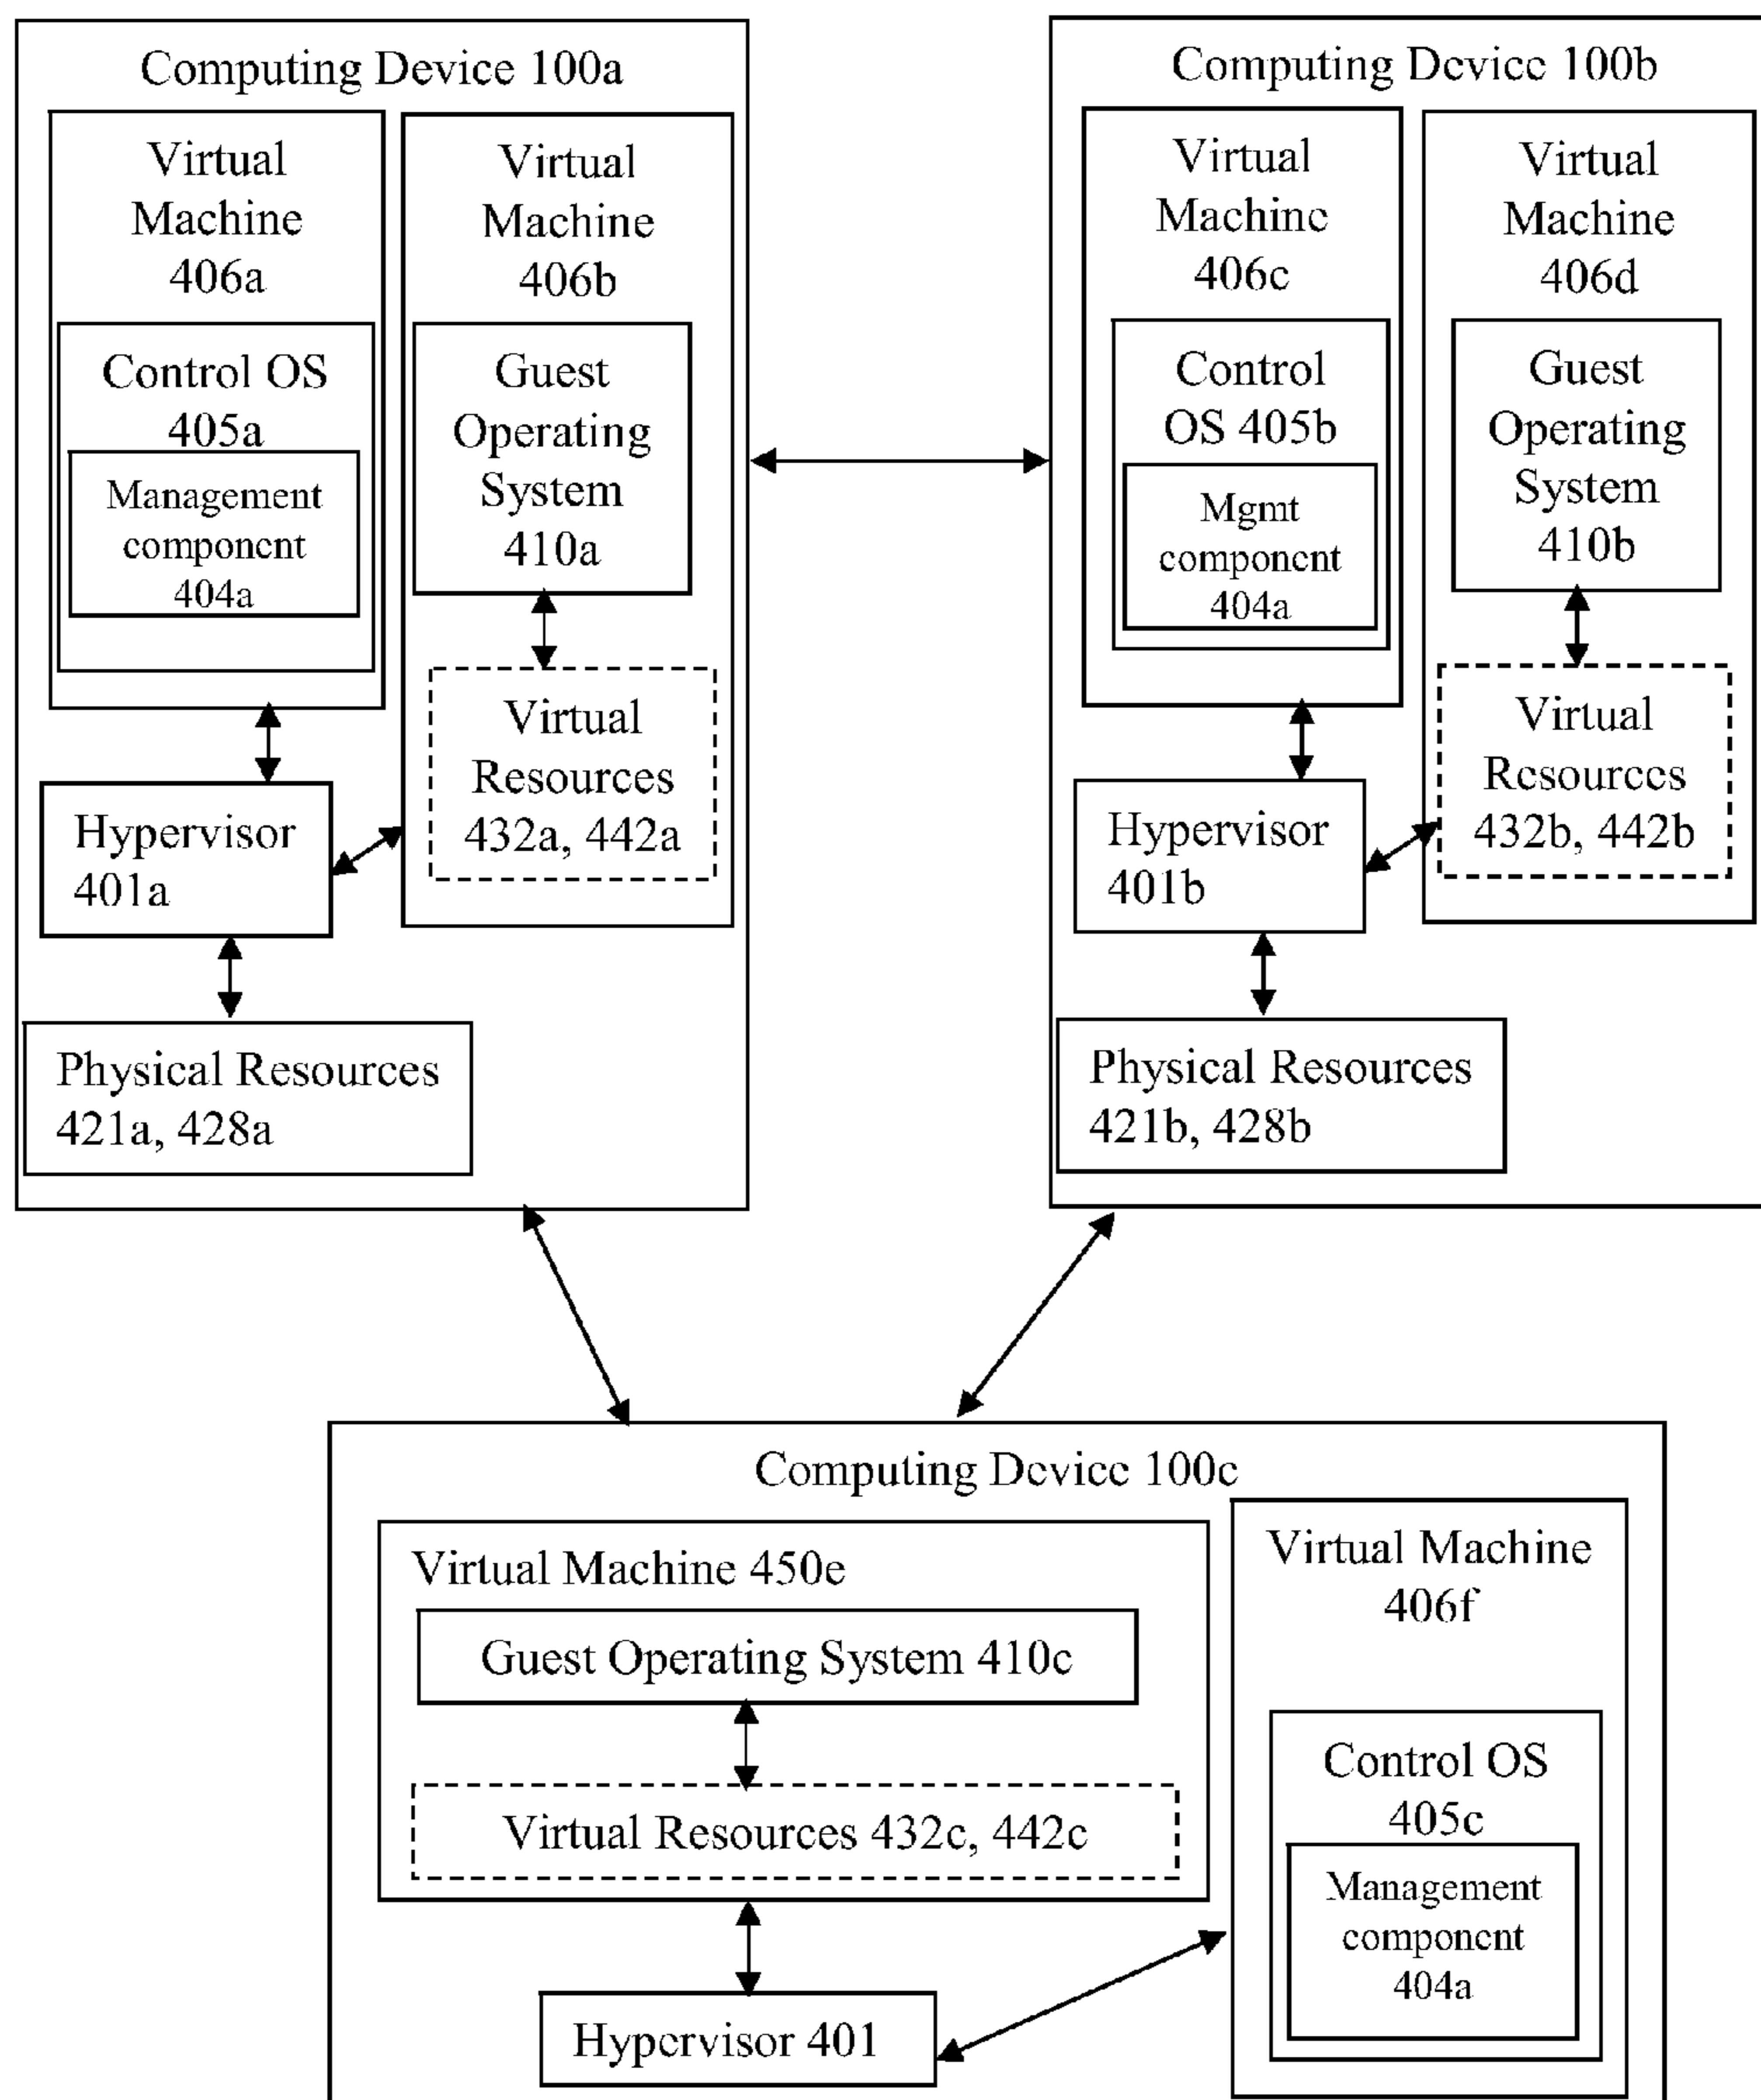 Computing Device 100a
Virtual
Machine
406a
Control OS
405a
Management
component
404a
Virtual
Machine
406b
Guest
Operating
System
410a
Virtual
Resources
432a, 442a
Hypervisor
401a
Physical Resources
421a, 428a
Computing Device 100b
Virtual
Machine
406c
Control
OS 405b
Mgmt
component
404a
Virtual
Machine
406d
Guest
Operating
System
410b
Virtual
Resources
432b, 442b
Hypervisor
401b
Physical Resources
421b, 428b
Computing Device 100c
Virtual Machine 450e
Guest Operating System 410c
Virtual Resources 432c, 442c
Hypervisor 401
Virtual Machine
406f
Control OS
405c
Management
component
404a